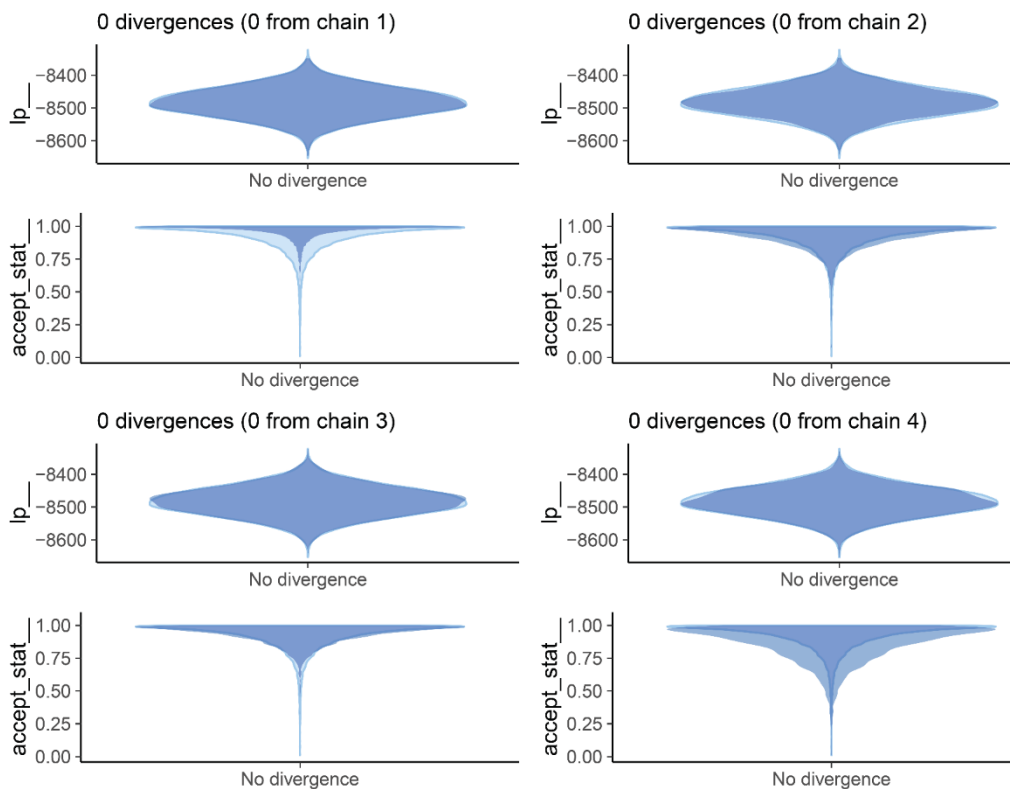 0 divergences (0 from chain 1)
lp__
−8400
−8500
−8600
No divergence
accept_stat__
1.00
0.75
0.50
0.25
0.00
No divergence
0 divergences (0 from chain 2)
lp__
−8400
−8500
−8600
No divergence
accept_stat__
1.00
0.75
0.50
0.25
0.00
No divergence
0 divergences (0 from chain 3)
lp__
−8400
−8500
−8600
No divergence
accept_stat__
1.00
0.75
0.50
0.25
0.00
No divergence
0 divergences (0 from chain 4)
lp__
−8400
−8500
−8600
No divergence
accept_stat__
1.00
0.75
0.50
0.25
0.00
No divergence